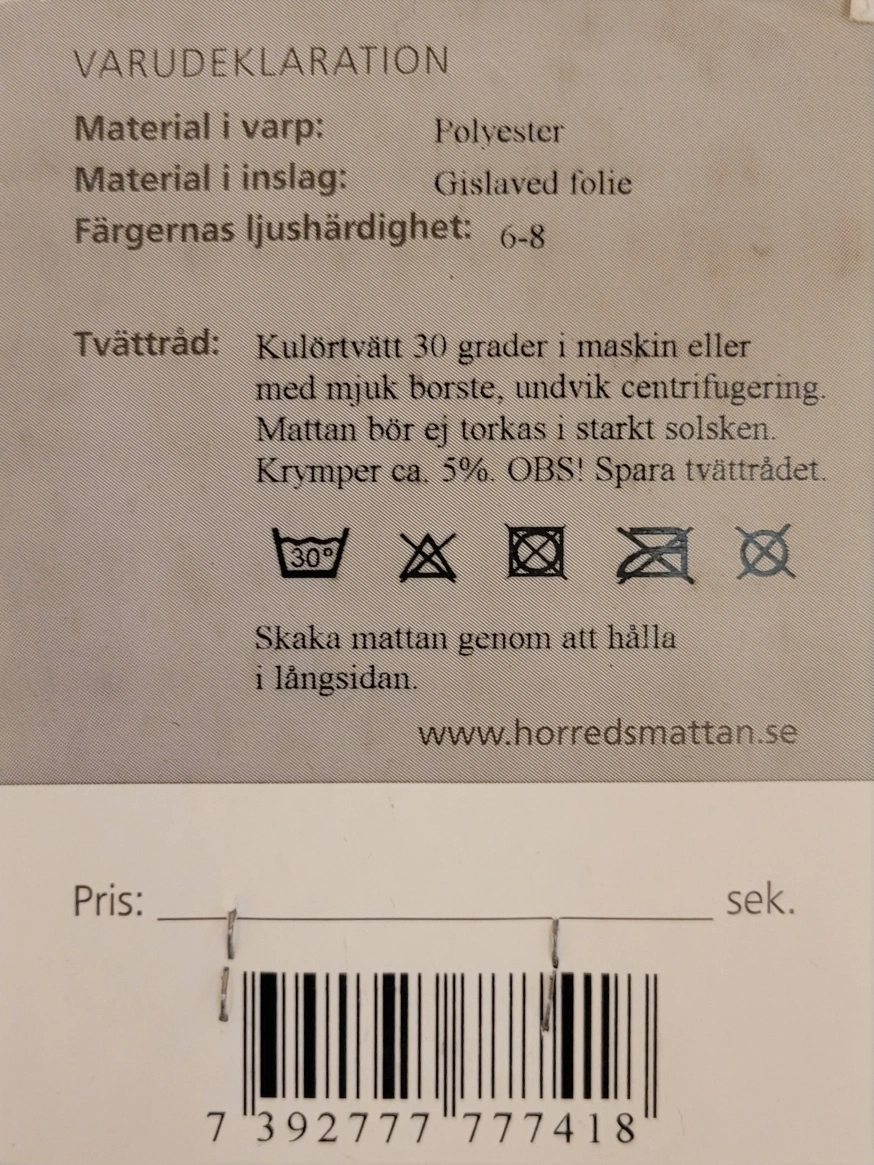 VARUDEKLARATION
Material i varp: Polyester
Material i inslag: Gislaved folie
Färgernas ljushärdighet: 6-8
Tvättråd: Kulörtvätt 30 grader i maskin eller
med mjuk borste, undvik centrifugering.
Mattan bör ej torkas i starkt solsken.
Krymper ca. 5%. OBS! Spara tvättrådet.
30°
Skaka mattan genom att hålla
i långsidan.
www.horredsmattan.se
Pris: sek.
7 392777 777418